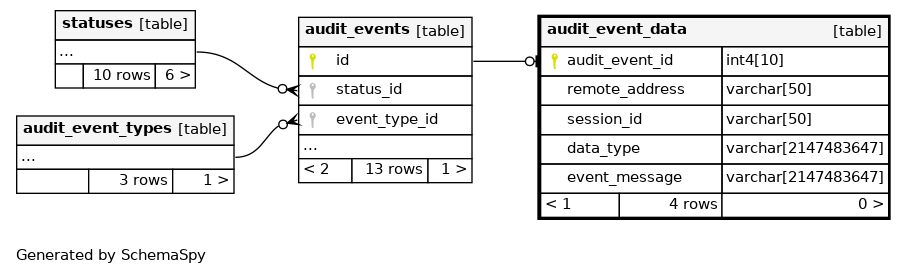 statuses [table]
...
10 rows 6 >
audit_event_types [table]
...
3 rows 1 >
audit_events [table]
id
status_id
event_type_id
...
< 2 13 rows 1 >
audit_event_data [table]
audit_event_id int4[10]
remote_address varchar[50]
session_id varchar[50]
data_type varchar[2147483647]
event_message varchar[2147483647]
< 1 4 rows 0 >
Generated by SchemaSpy